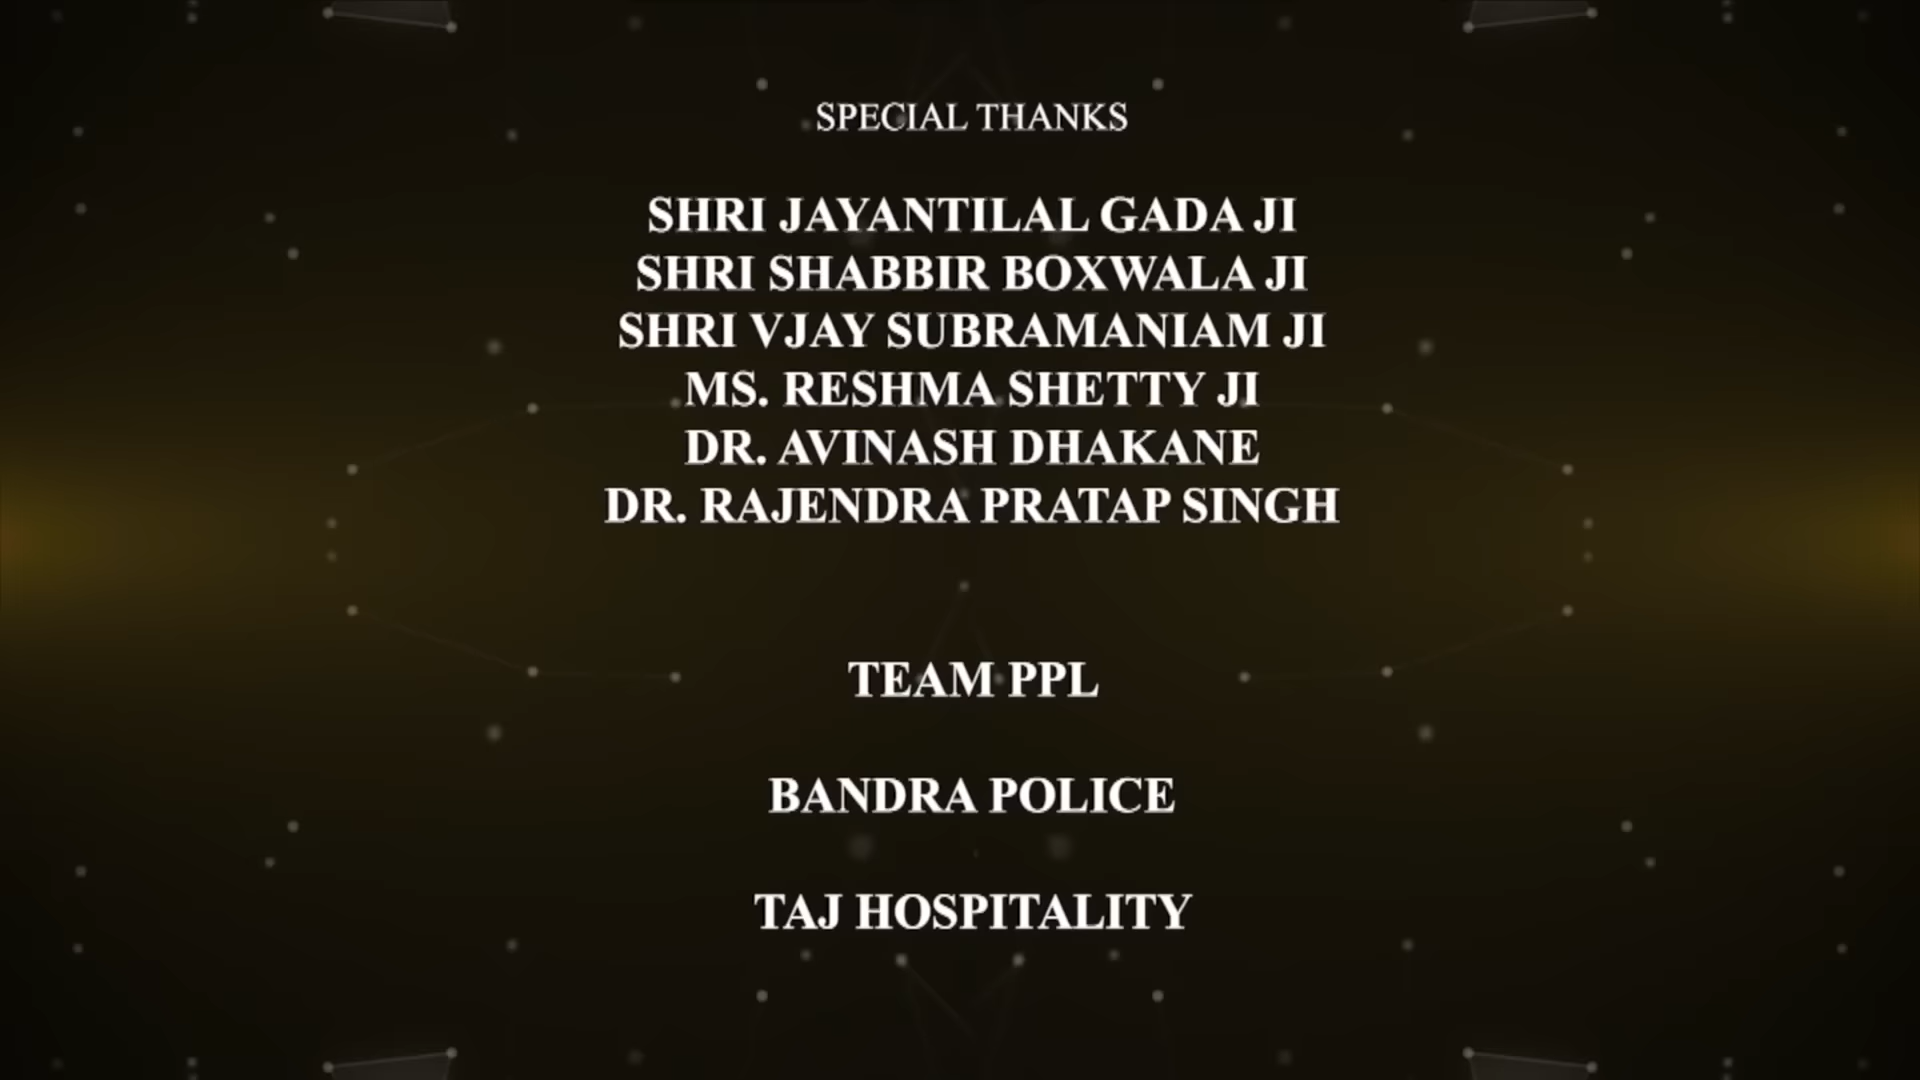 SPECIAL THANKS
SHRI JAYANTILAL GADA JI
SHRI SHABBIR BOXWALA JI
SHRI VJAY SUBRAMANIAM JI
MS. RESHMA SHETTY JI
DR. AVINASH DHAKANE
DR. RAJENDRA PRATAP SINGH
TEAM PPL
BANDRA POLICE
TAJ HOSPITALITY